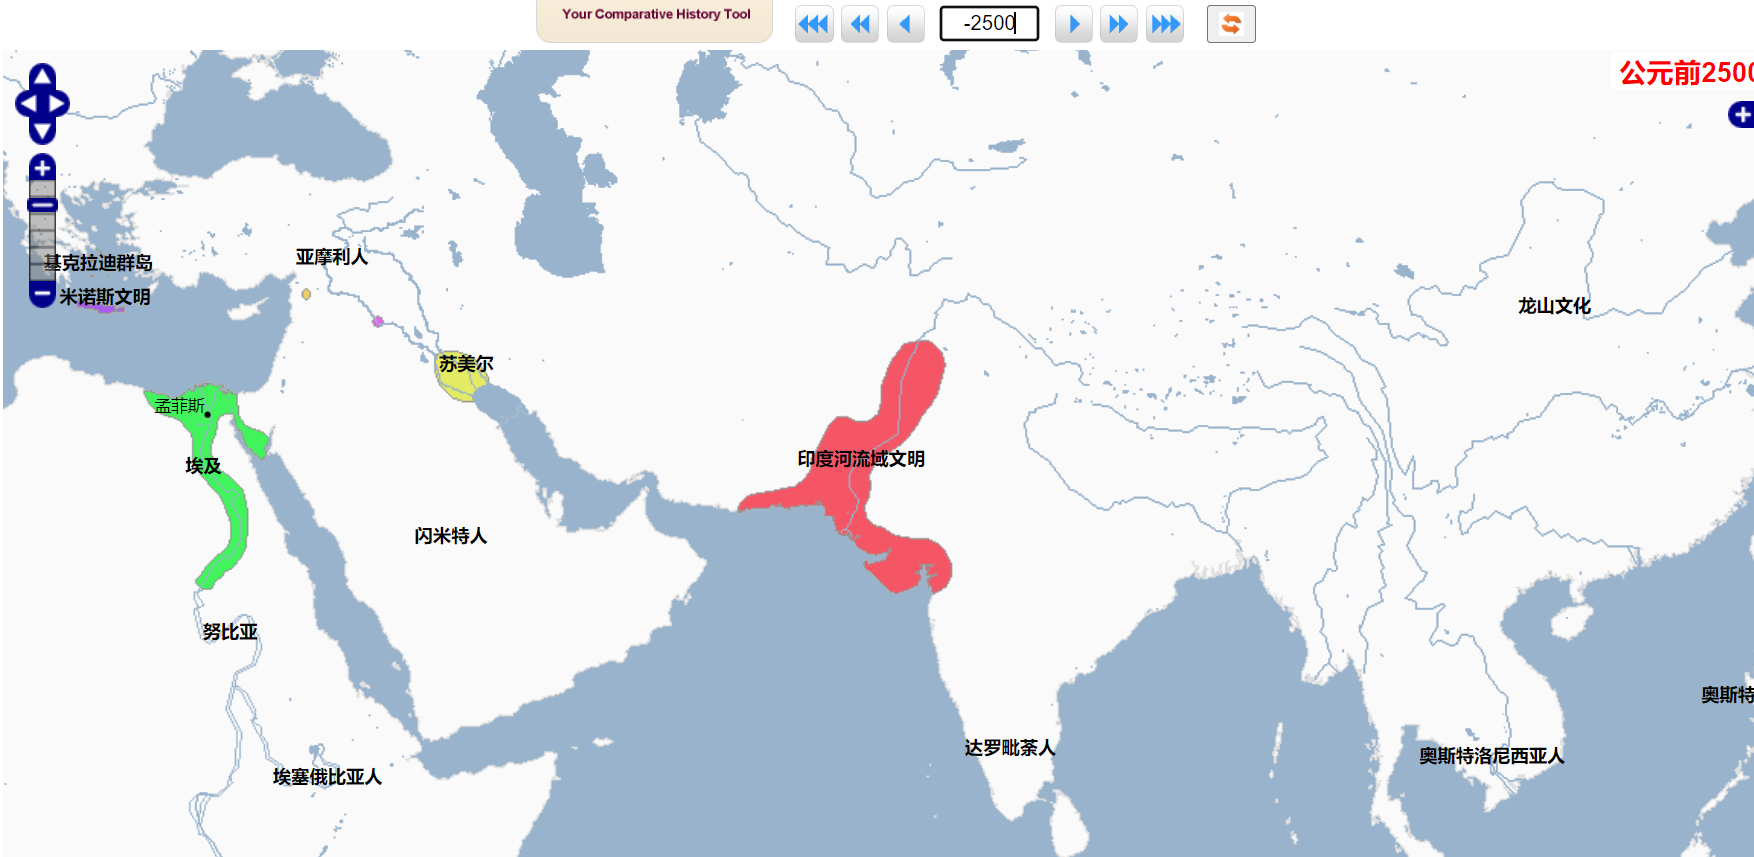 Your Comparative History Tool
-2500
公元前2500
亚摩利人
基克拉迪群岛
米诺斯文明
龙山文化
苏美尔
孟菲斯
印度河流域文明
埃及
闪米特人
努比亚
奥斯特
达罗毗荼人
奥斯特洛尼西亚人
埃塞俄比亚人